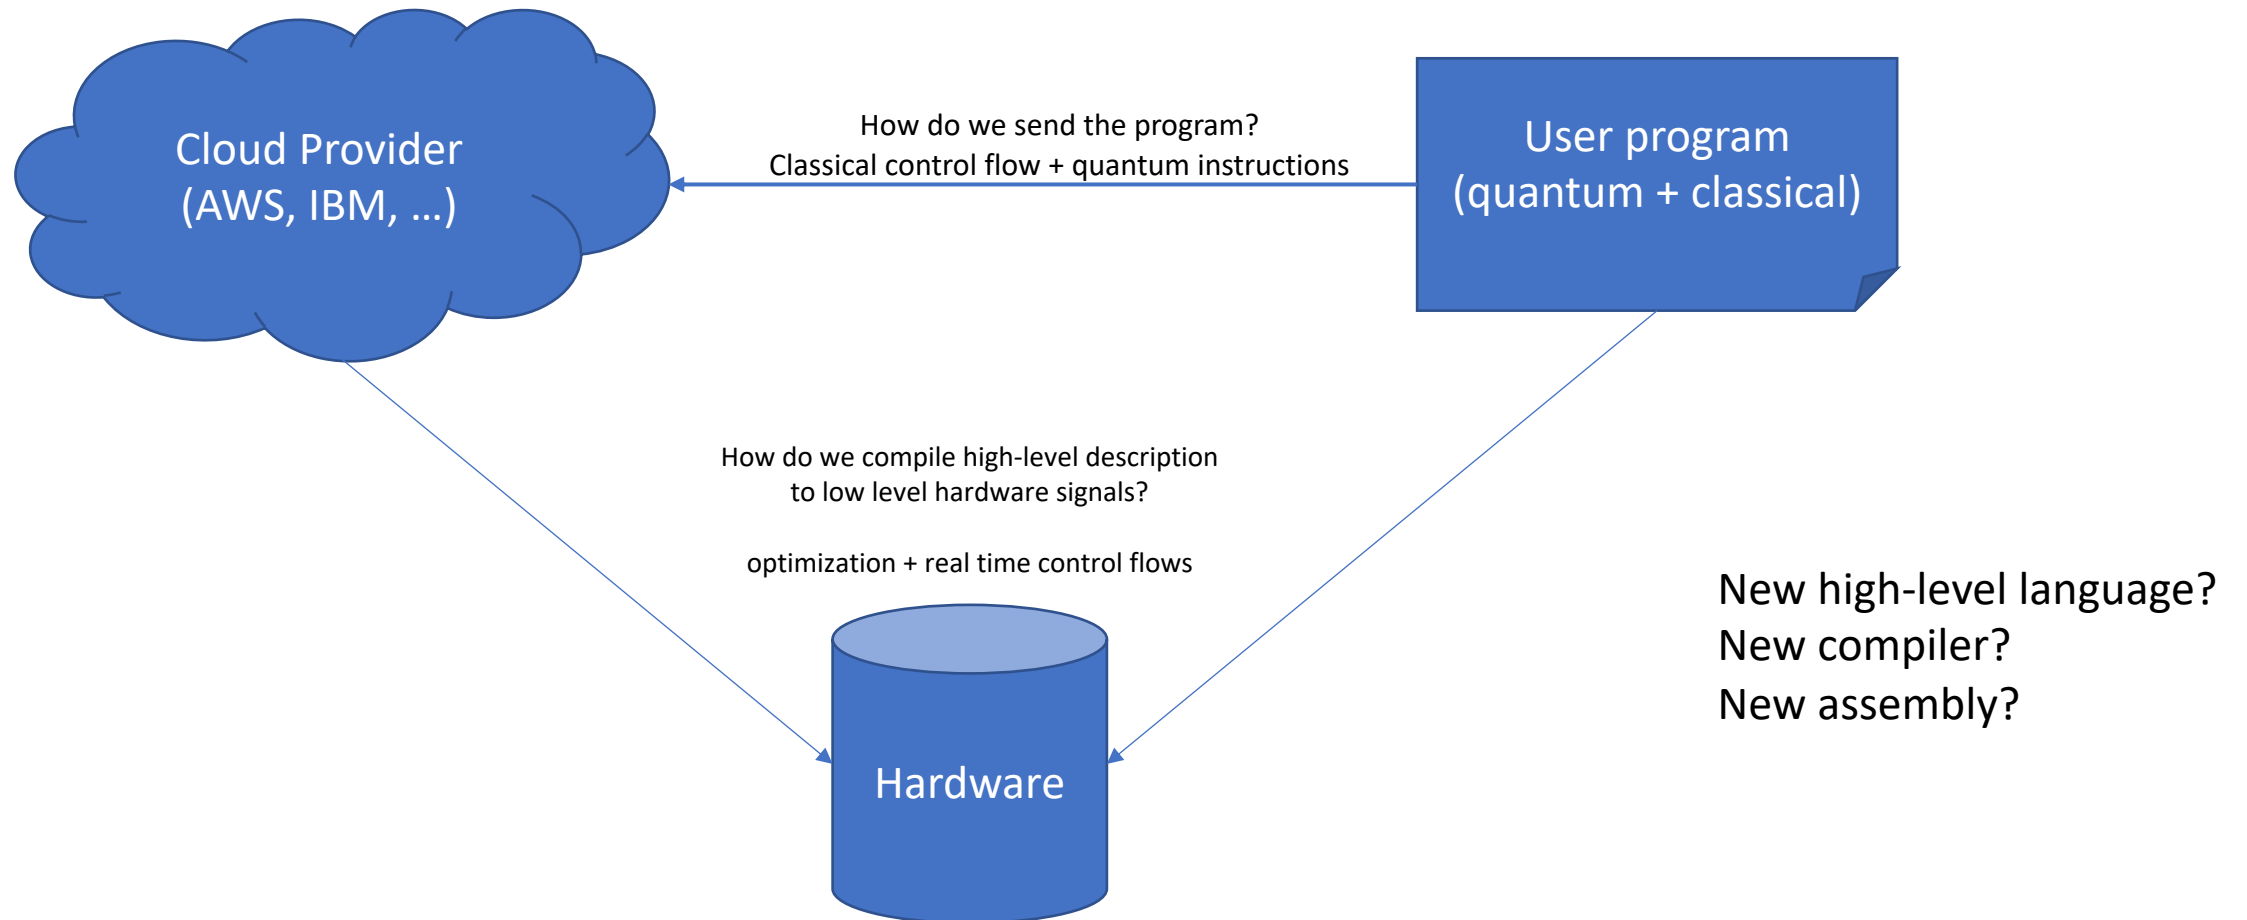 Cloud Provider
(AWS, IBM, …)
How do we send the program?
Classical control flow + quantum instructions
User program
(quantum + classical)
How do we compile high-level description
to low level hardware signals?
optimization + real time control flows
Hardware
New high-level language?
New compiler?
New assembly?